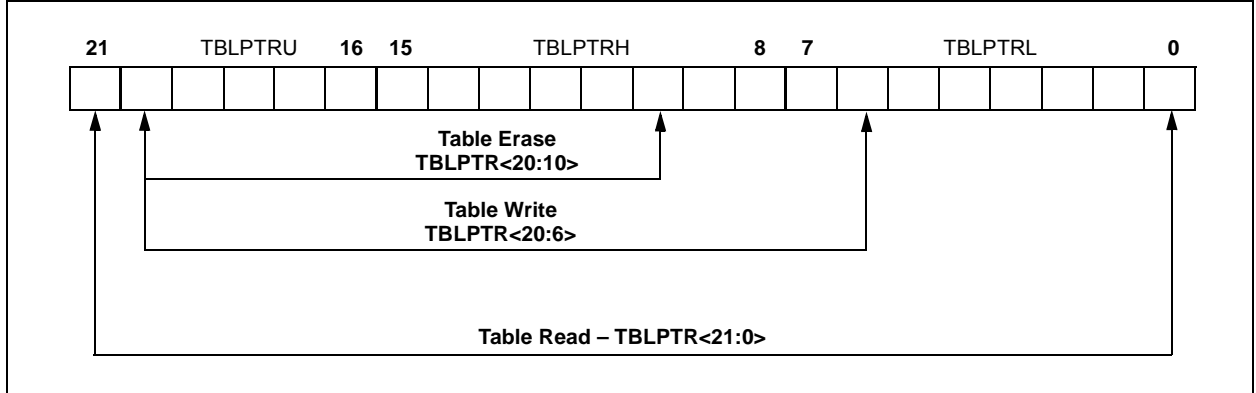 21 TBLPTRU 16 15 TBLPTRH 8 7 TBLPTRL 0
Table Erase
TBLPTR<20:10>
Table Write
TBLPTR<20:6>
Table Read – TBLPTR<21:0>